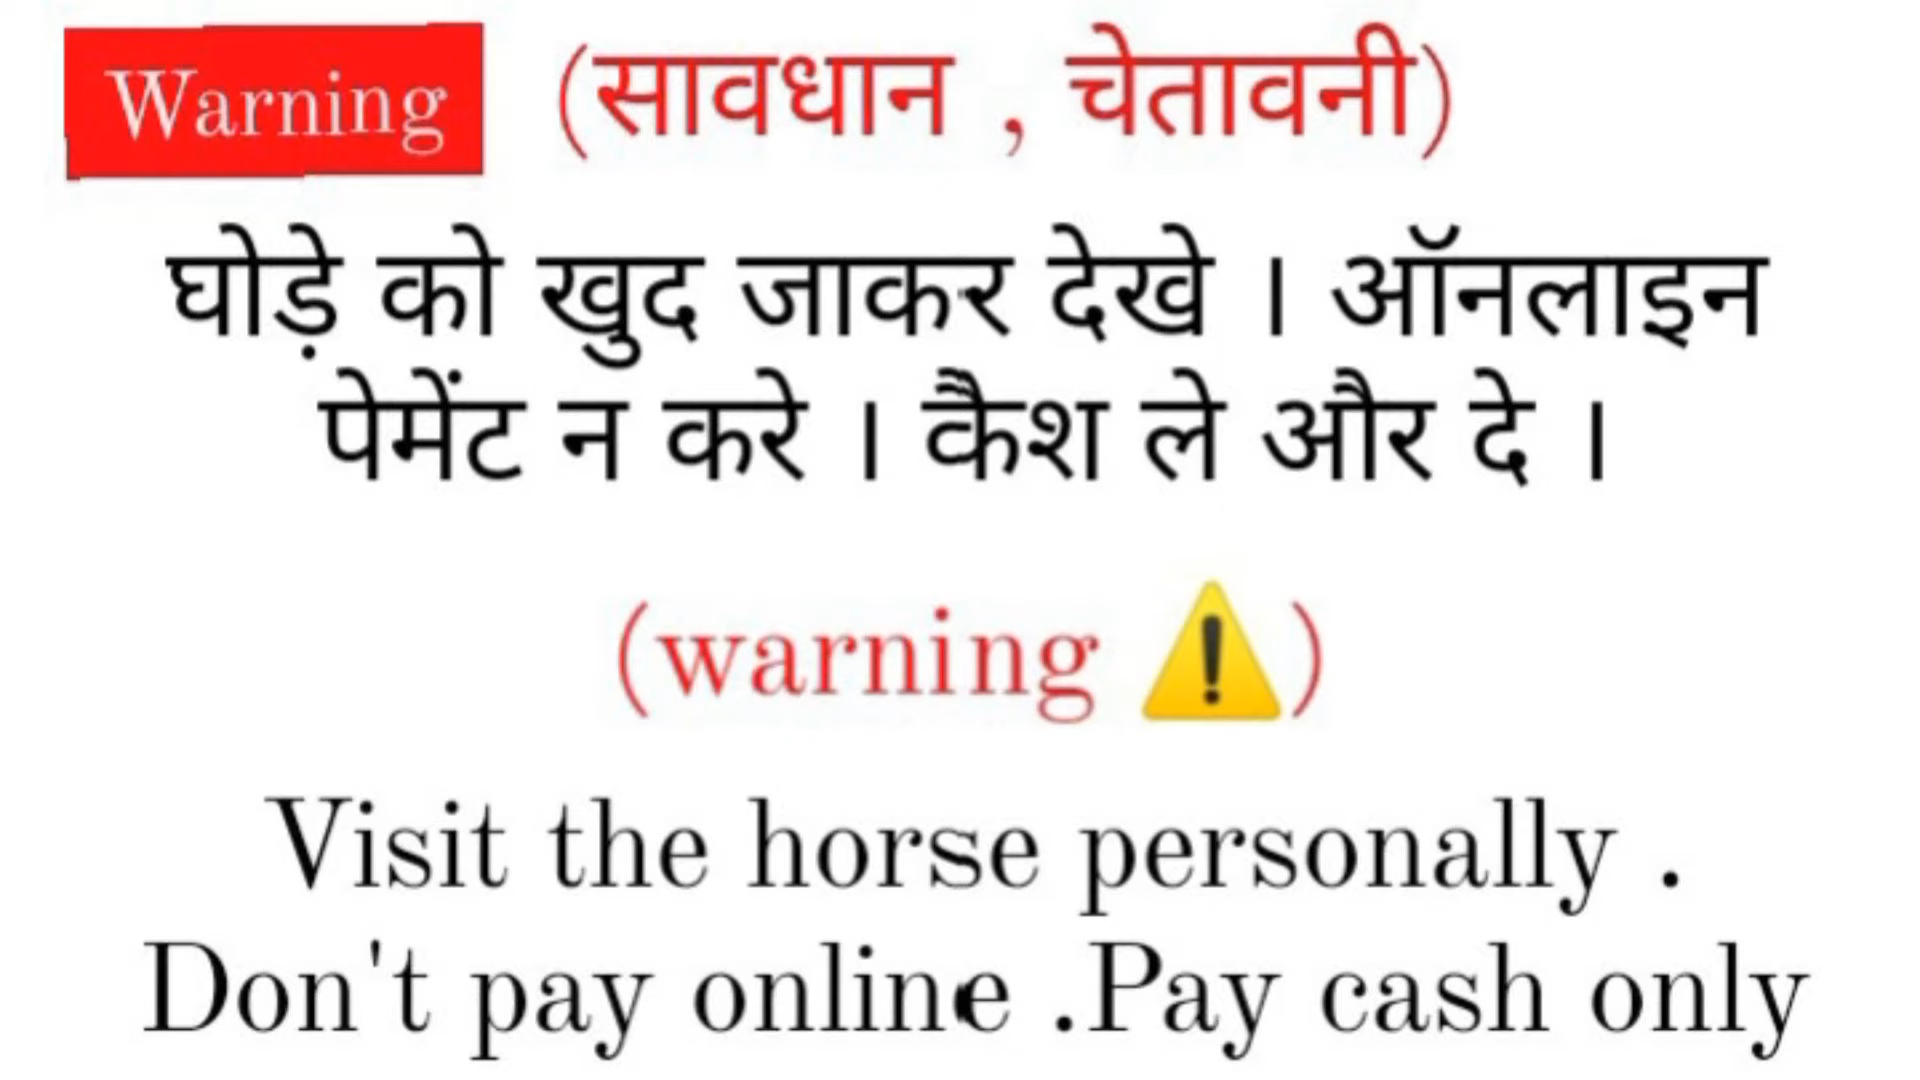 Warning (सावधान , चेतावनी)
घोड़े को खुद जाकर देखे । ऑनलाइन
पेमेंट न करे । कैश ले और दे ।
(warning ⚠️)
Visit the horse personally .
Don't pay online .Pay cash only